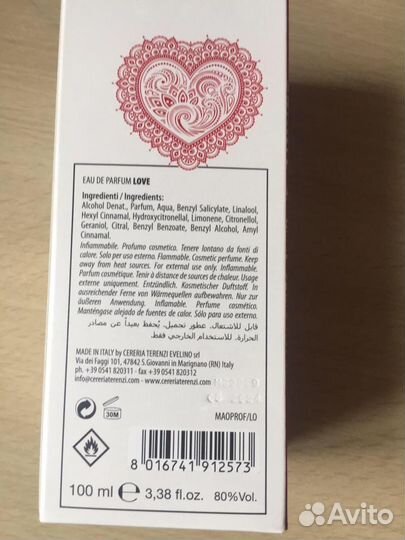 EAU DE PARFUM LOVE
Ingredienti / Ingredients:
Alcohol Denat., Parfum, Aqua, Benzyl Salicylate, Linalool,
Hexyl Cinnamal, Hydroxycitronellal, Limonene, Citronellol,
Geraniol, Citral, Benzyl Benzoate, Benzyl Alcohol, Amyl
Cinnamal.
Infiammabile. Profumo cosmetico. Tenere lontano da fonti di
calore. Solo per uso esterno. Flammable. Cosmetic perfume. Keep
away from heat sources. For external use only. Inflammable.
Parfum cosmétique. Tenir à distance de sources de chaleur. Usage
externe uniquement. Entzündlich. Kosmetischer Duftstoff. In
ausreichender Ferne von Wärmequellen aufbewahren. Nur zur
äußeren Anwendung. Inflamable. Perfume cosmético.
Manténgase alejado de fuentes de calor. Sólo para uso externo.
قابل للاشتعال. عطور تجميل. يُحفظ بعيداً عن مصادر
الحرارة. للاستخدام الخارجي فقط.
MADE IN ITALY by CERERIA TERENZI EVELINO srl
Via dei Faggi 101, 47842 S.Giovanni in Marignano (RN) Italy
ph. +39 0541 820311 - fax +39 0541 820312
info@cereriaterenzi.com - www.cereriaterenzi.com
30M
MAOPROF/LO
8 016741 912573
100 ml e 3,38 fl.oz. 80%Vol.
Avito